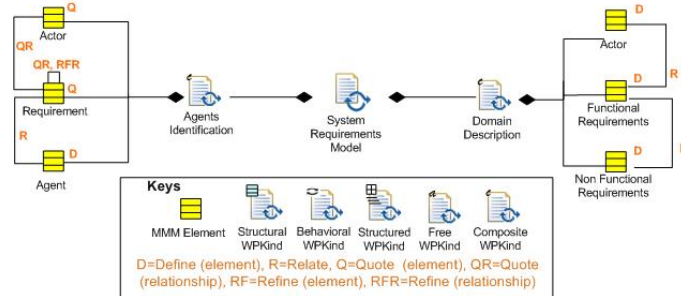 Q
D
Actor
QR
Actor
QR, RFR
R
Q
D
Requirement
Agents
Identification
System
Requirements
Model
Domain
Description
Functional
Requirements
R
D
D
Agent
Non Functional
Requirements
Keys
MMM Element
Structural
WPKind
Behavioral
WPKind
Structured
WPKind
Free
WPKind
Composite
WPKind
D=Define (element), R=Relate, Q=Quote (element), QR=Quote
(relationship), RF=Refine (element), RFR=Refine (relationship)